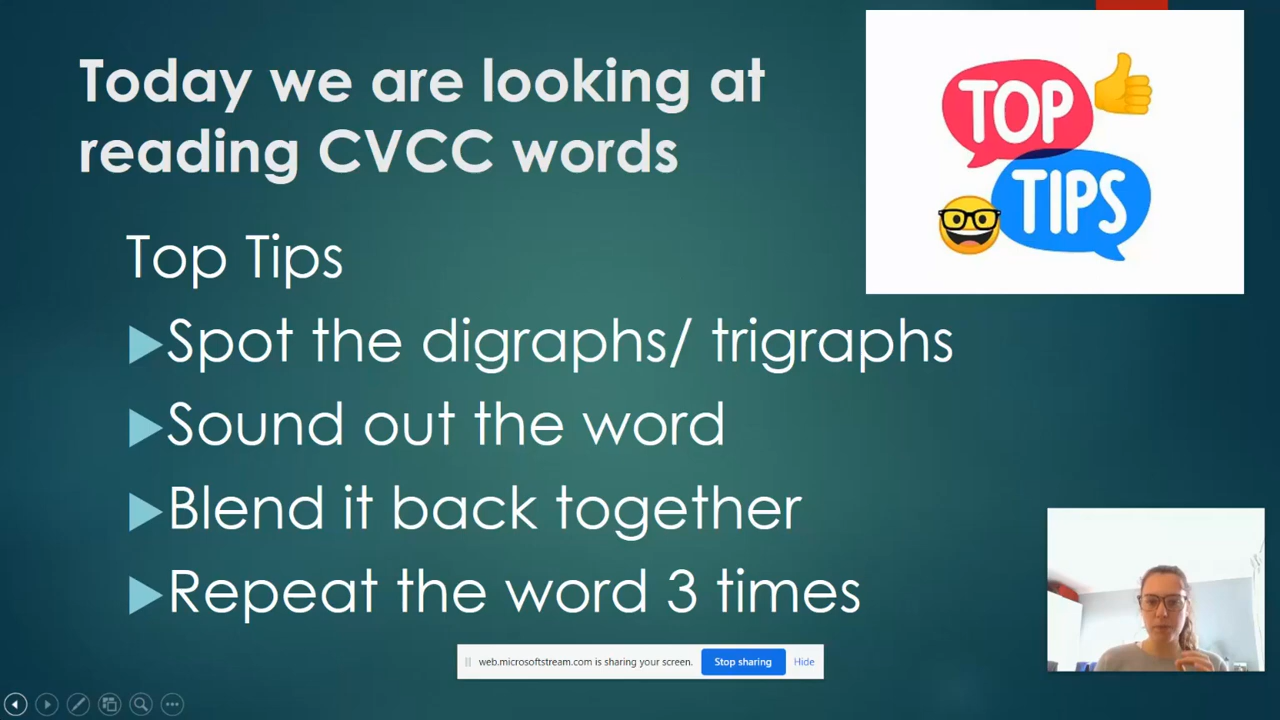 Today we are looking at
reading CVCC words
TOP
TIPS
Top Tips
Spot the digraphs/ trigraphs
Sound out the word
Blend it back together
Repeat the word 3 times
web.microsoftstream.com is sharing your screen. Stop sharing Hide